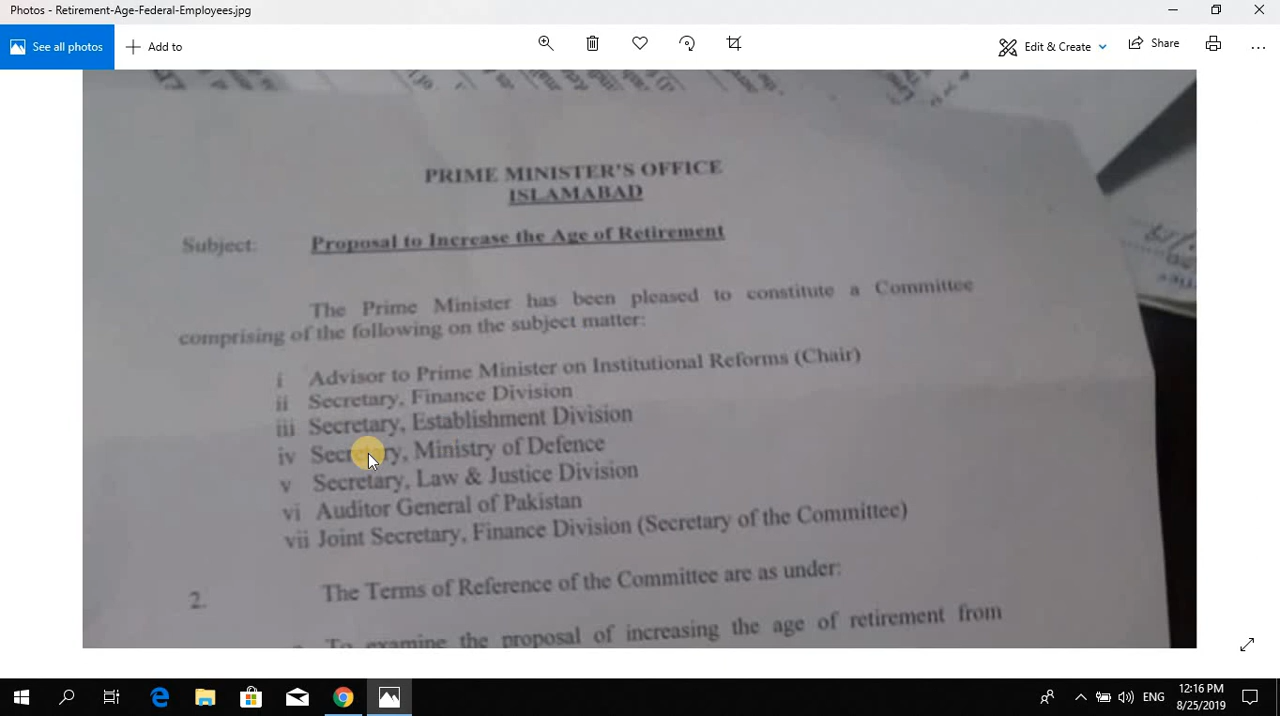 Photos - Retirement-Age-Federal-Employees.jpg
See all photos
Add to
Edit & Create
Share
PRIME MINISTER'S OFFICE
ISLAMABAD
Subject: Proposal to Increase the Age of Retirement
The Prime Minister has been pleased to constitute a Committee
comprising of the following on the subject matter:
i Advisor to Prime Minister on Institutional Reforms (Chair)
ii Secretary, Finance Division
iii Secretary, Establishment Division
iv Secretary, Ministry of Defence
v Secretary, Law & Justice Division
vi Auditor General of Pakistan
vii Joint Secretary, Finance Division (Secretary of the Committee)
2. The Terms of Reference of the Committee are as under:
To examine the proposal of increasing the age of retirement from
ENG
12:16 PM
8/25/2019